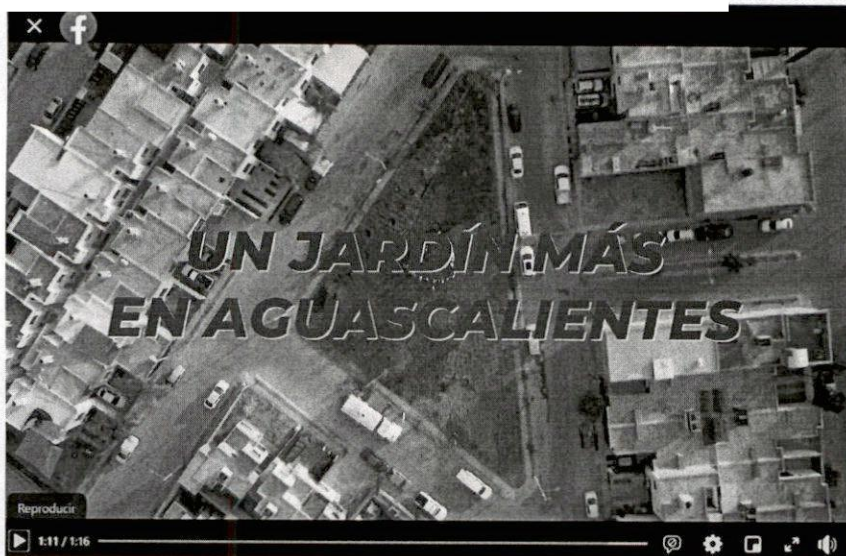 UN JARDÍN MÁS
EN AGUASCALIENTES
Reproducir
1:11 / 1:16